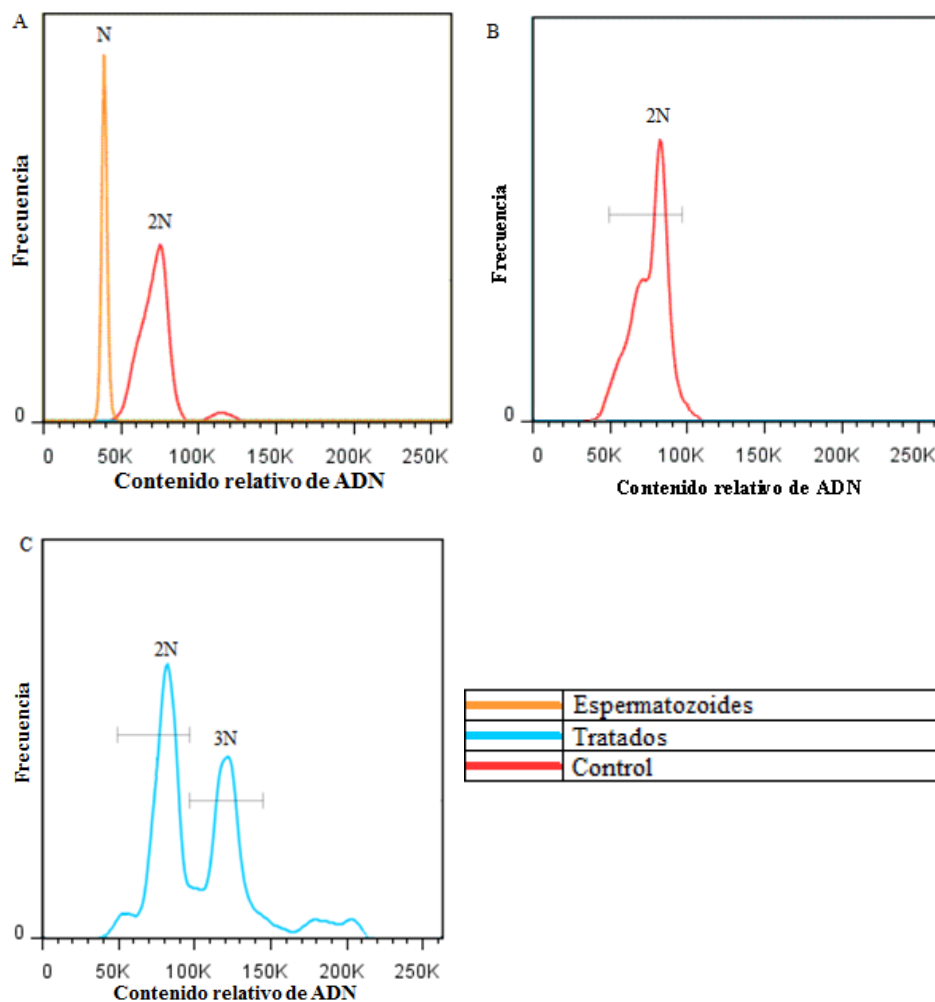 A
N
2N
Frecuencia
0
0 50K 100K 150K 200K 250K
Contenido relativo de ADN
B
2N
Frecuencia
0
0 50K 100K 150K 200K 250K
Contenido relativo de ADN
C
2N
3N
Frecuencia
0
0 50K 100K 150K 200K 250K
Contenido relativo de ADN
Espermatozoides
Tratados
Control